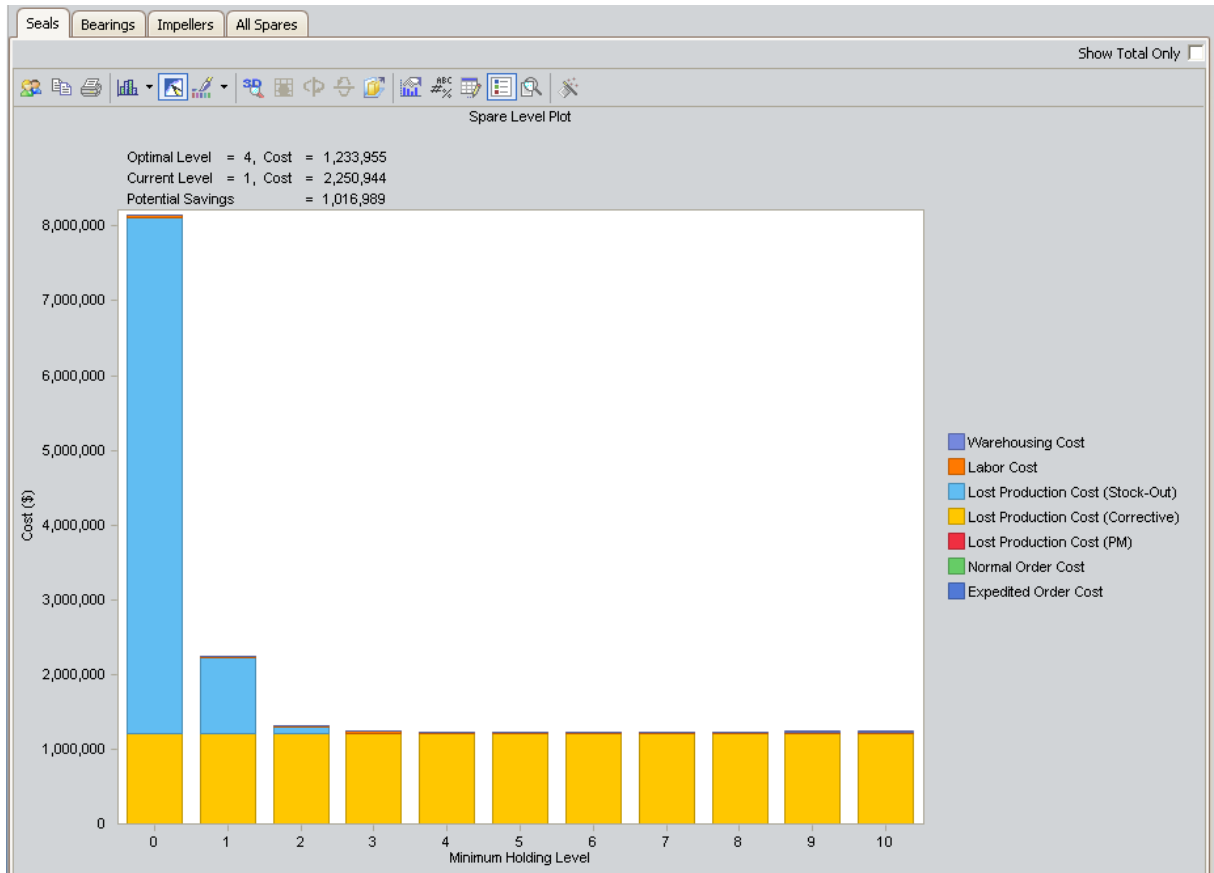 Seals Bearings Impellers All Spares
Show Total Only
3D ABC #%
Spare Level Plot
Optimal Level = 4, Cost = 1,233,955
Current Level = 1, Cost = 2,250,944
Potential Savings = 1,016,989
8,000,000
7,000,000
6,000,000
5,000,000
4,000,000
3,000,000
2,000,000
1,000,000
0
Cost ($)
Warehousing Cost
Labor Cost
Lost Production Cost (Stock-Out)
Lost Production Cost (Corrective)
Lost Production Cost (PM)
Normal Order Cost
Expedited Order Cost
0 1 2 3 4 5 6 7 8 9 10
Minimum Holding Level